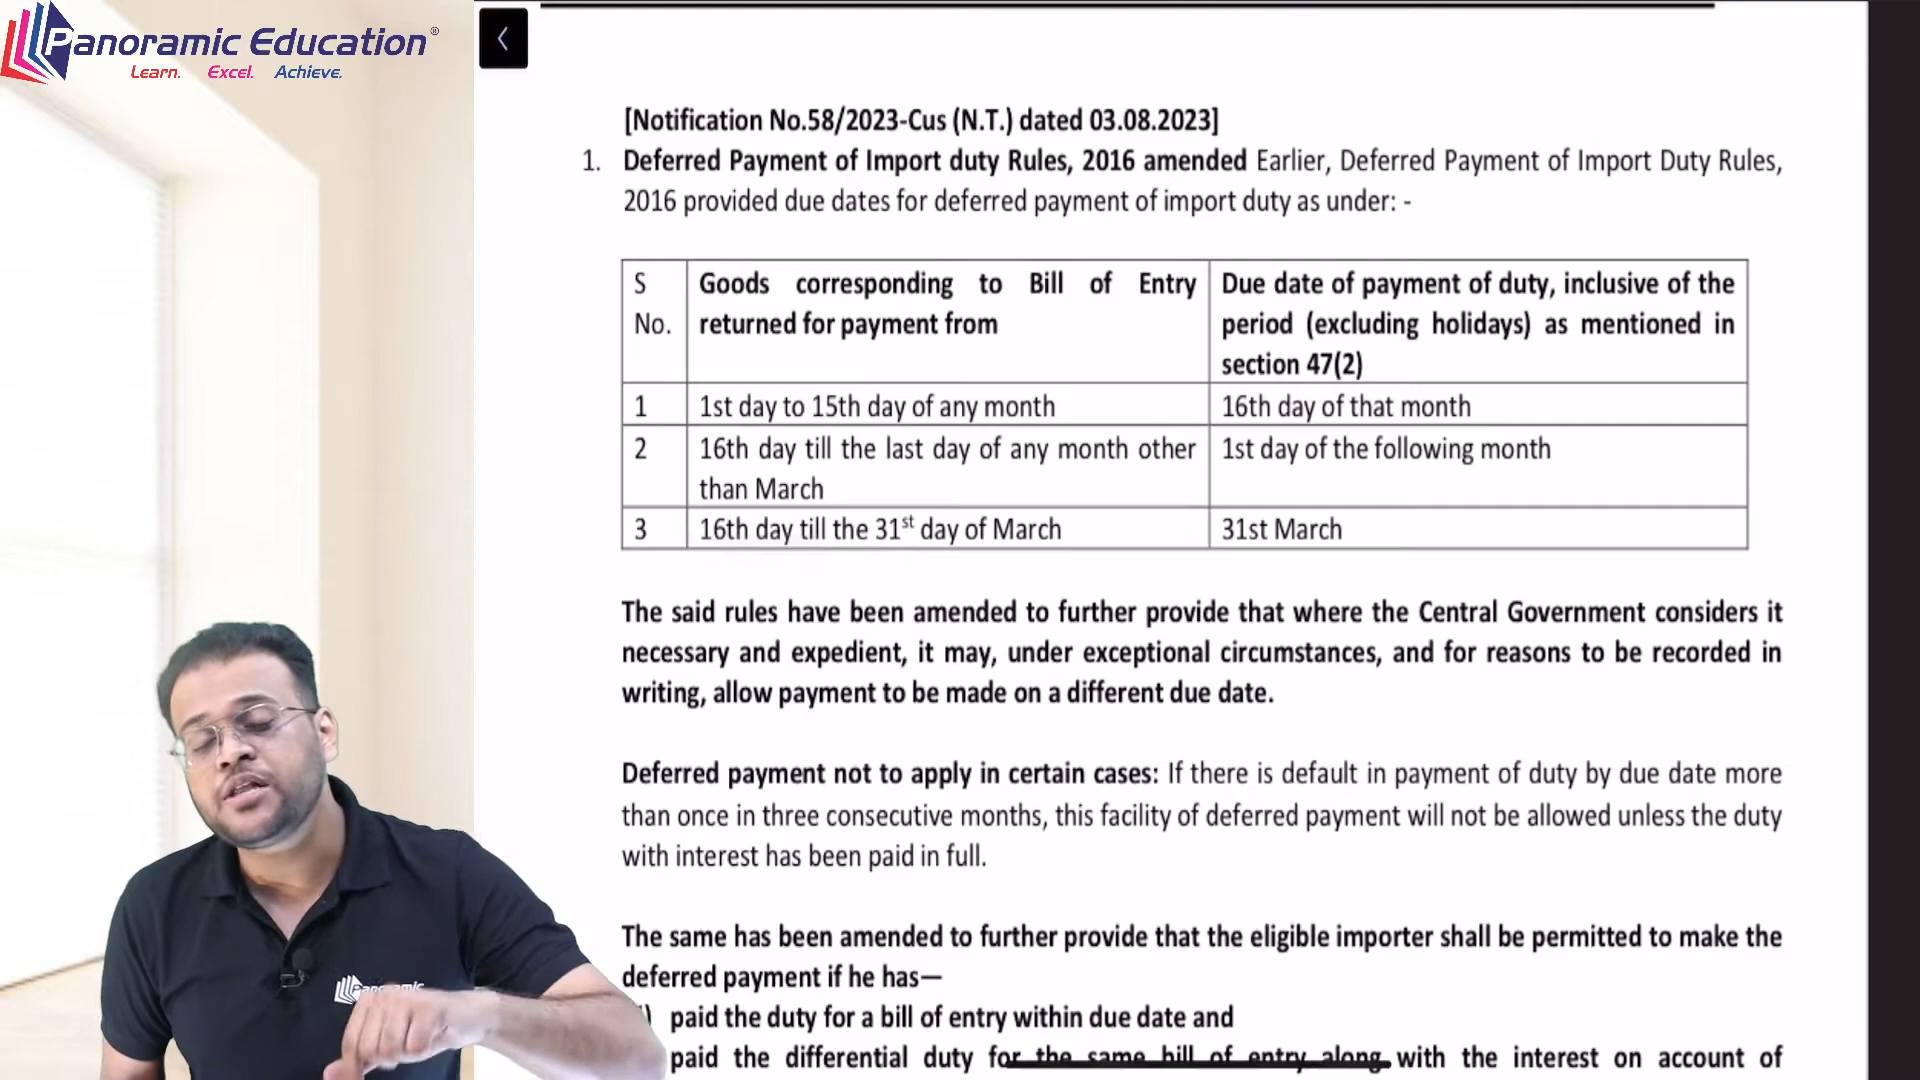 Panoramic Education®
Learn. Excel. Achieve.
[Notification No.58/2023-Cus (N.T.) dated 03.08.2023]
1. Deferred Payment of Import duty Rules, 2016 amended Earlier, Deferred Payment of Import Duty Rules,
2016 provided due dates for deferred payment of import duty as under: -
S No. Goods corresponding to Bill of Entry returned for payment from Due date of payment of duty, inclusive of the period (excluding holidays) as mentioned in section 47(2)
1 1st day to 15th day of any month 16th day of that month
2 16th day till the last day of any month other than March 1st day of the following month
3 16th day till the 31st day of March 31st March
The said rules have been amended to further provide that where the Central Government considers it
necessary and expedient, it may, under exceptional circumstances, and for reasons to be recorded in
writing, allow payment to be made on a different due date.
Deferred payment not to apply in certain cases: If there is default in payment of duty by due date more
than once in three consecutive months, this facility of deferred payment will not be allowed unless the duty
with interest has been paid in full.
The same has been amended to further provide that the eligible importer shall be permitted to make the
deferred payment if he has—
paid the duty for a bill of entry within due date and
paid the differential duty for the same bill of entry along with the interest on account of
Panoramic